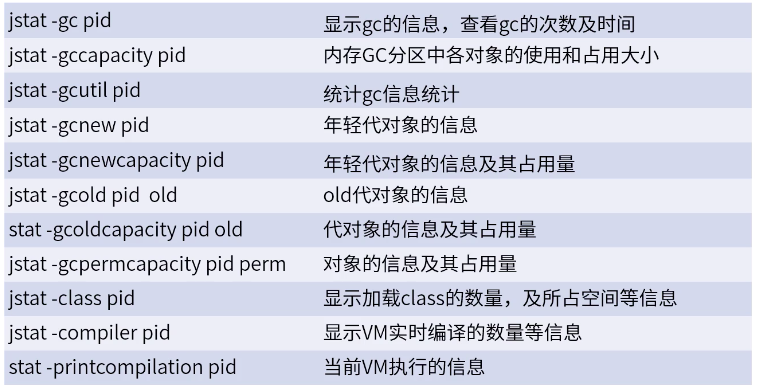 jstat -gc pid 显示gc的信息，查看gc的次数及时间
jstat -gccapacity pid 内存GC分区中各对象的使用和占用大小
jstat -gcutil pid 统计gc信息统计
jstat -gcnew pid 年轻代对象的信息
jstat -gcnewcapacity pid 年轻代对象的信息及其占用量
jstat -gcold pid  old old代对象的信息
stat -gcoldcapacity pid old 代对象的信息及其占用量
jstat -gcpermcapacity pid perm 对象的信息及其占用量
jstat -class pid 显示加载class的数量，及所占空间等信息
jstat -compiler pid 显示VM实时编译的数量等信息
stat -printcompilation pid 当前VM执行的信息